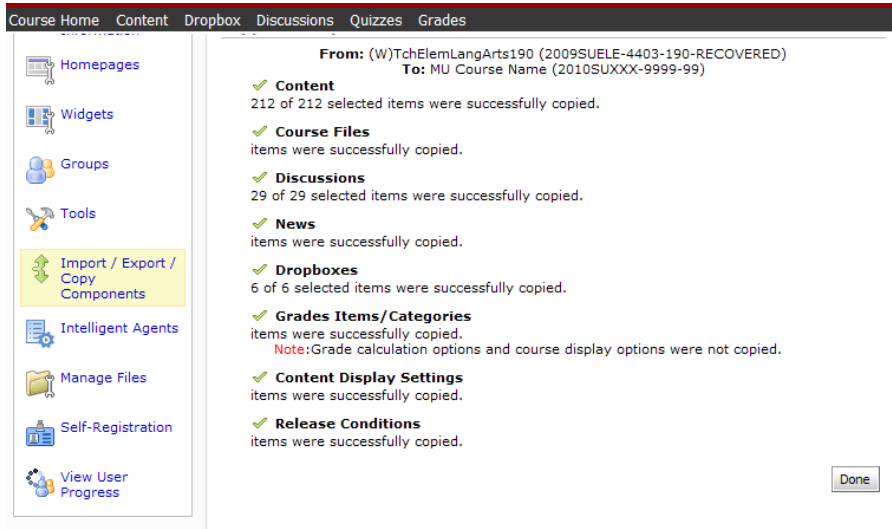 Course Home Content Dropbox Discussions Quizzes Grades
Homepages
Widgets
Groups
Tools
Import / Export /
Copy
Components
Intelligent Agents
Manage Files
Self-Registration
View User
Progress
From: (W)TchElemLangArts190 (2009SUELE-4403-190-RECOVERED)
To: MU Course Name (2010SUXXX-9999-99)
Content
212 of 212 selected items were successfully copied.
Course Files
items were successfully copied.
Discussions
29 of 29 selected items were successfully copied.
News
items were successfully copied.
Dropboxes
6 of 6 selected items were successfully copied.
Grades Items/Categories
items were successfully copied.
Note:Grade calculation options and course display options were not copied.
Content Display Settings
items were successfully copied.
Release Conditions
items were successfully copied.
Done